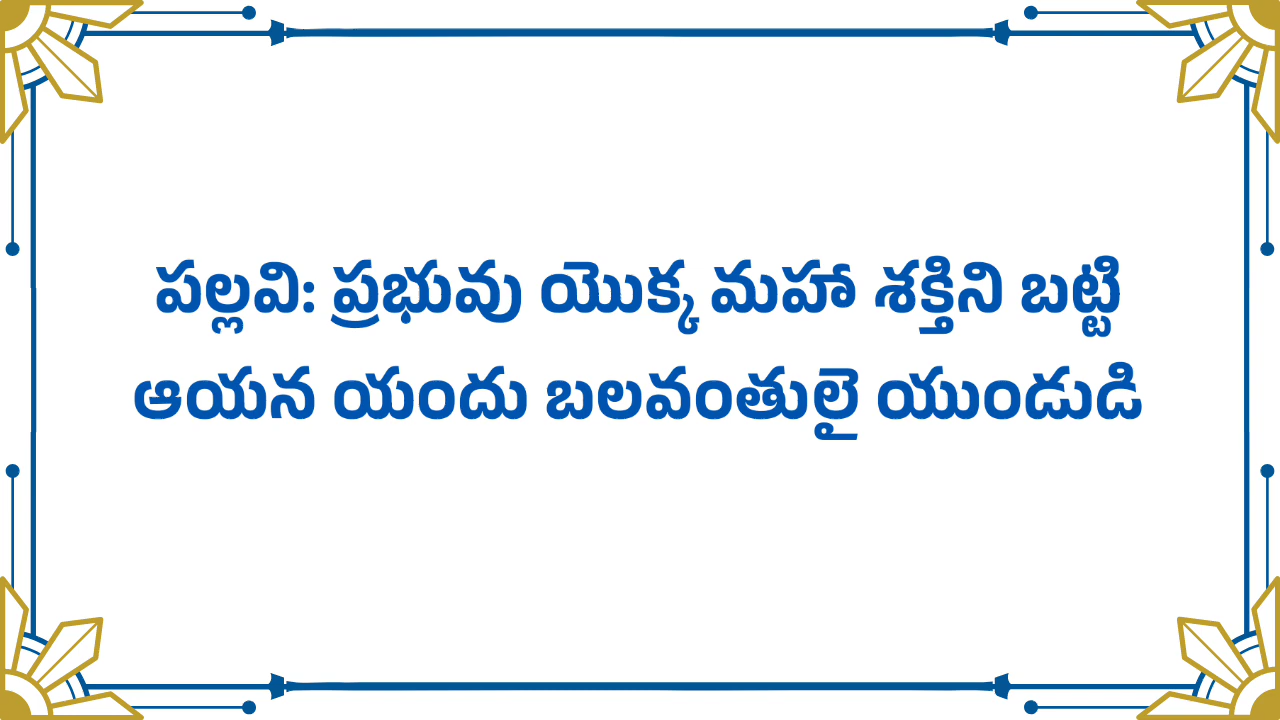 పల్లవి: ప్రభువు యొక్క మహా శక్తిని బట్టి
ఆయన యందు బలవంతులై యుండుడి